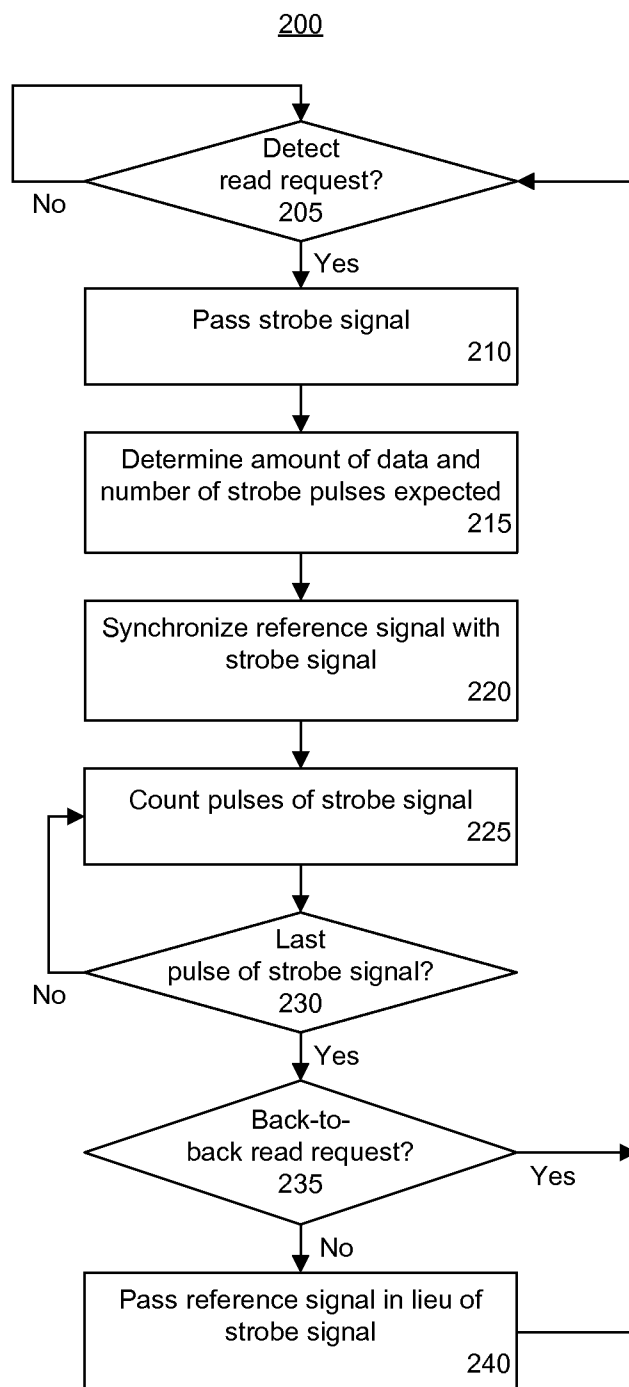 200
Detect
read request?
205
No
Yes
Pass strobe signal
210
Determine amount of data and
number of strobe pulses expected
215
Synchronize reference signal with
strobe signal
220
Count pulses of strobe signal
225
Last
pulse of strobe signal?
230
No
Yes
Back-to-
back read request?
235
Yes
No
Pass reference signal in lieu of
strobe signal
240